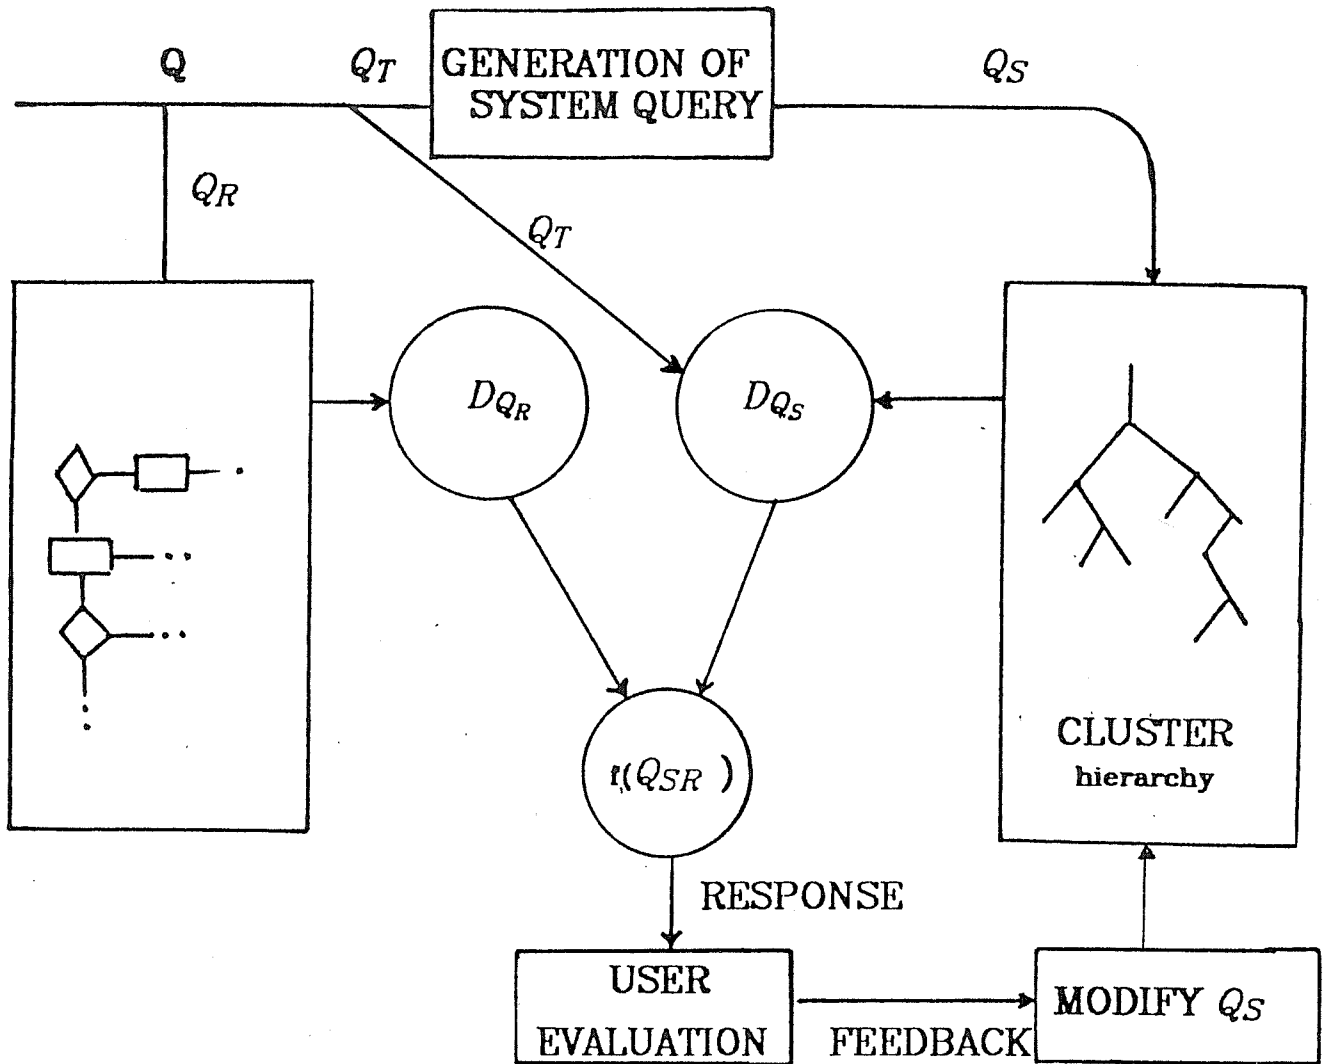 Q
Q_T
GENERATION OF
SYSTEM QUERY
Q_S
Q_R
Q_T
D_{Q_R}
D_{Q_S}
CLUSTER
hierarchy
f(Q_{SR})
RESPONSE
USER
EVALUATION
FEEDBACK
MODIFY Q_S